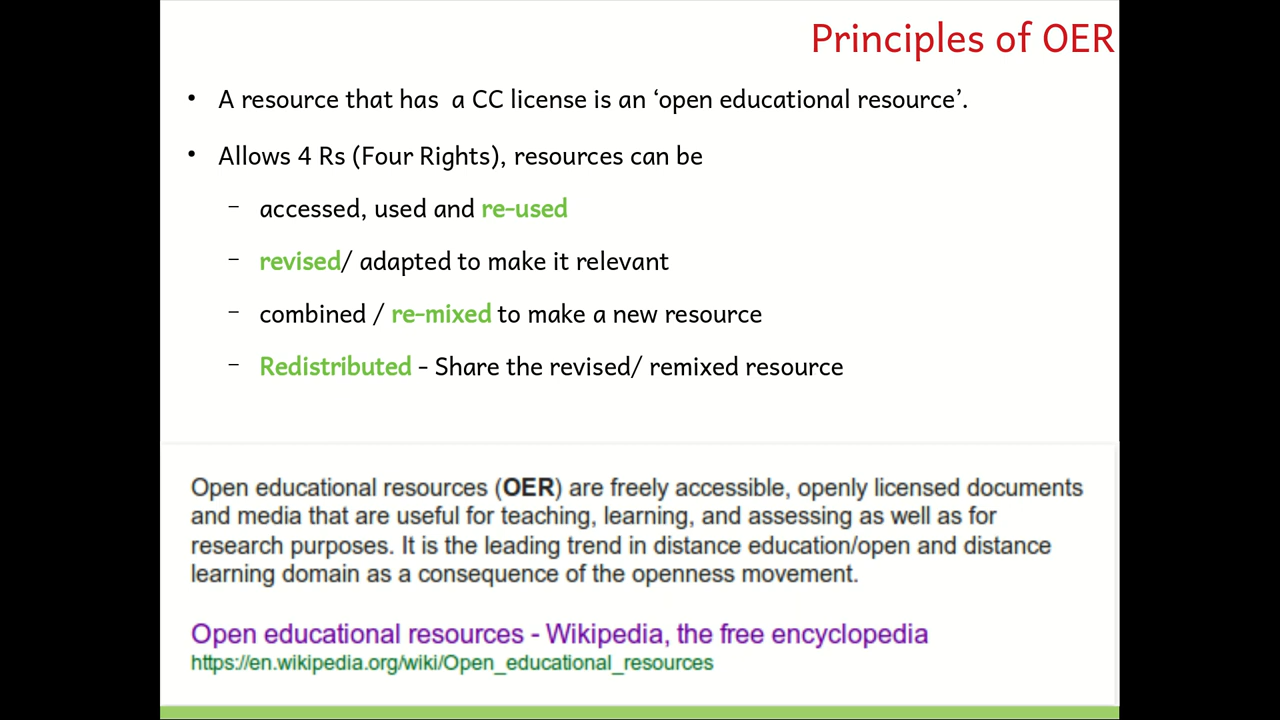 Principles of OER
• A resource that has  a CC license is an ‘open educational resource’.
• Allows 4 Rs (Four Rights), resources can be
– accessed, used and re-used
– revised/ adapted to make it relevant
– combined / re-mixed to make a new resource
– Redistributed - Share the revised/ remixed resource
Open educational resources (OER) are freely accessible, openly licensed documents
and media that are useful for teaching, learning, and assessing as well as for
research purposes. It is the leading trend in distance education/open and distance
learning domain as a consequence of the openness movement.
Open educational resources - Wikipedia, the free encyclopedia
https://en.wikipedia.org/wiki/Open_educational_resources